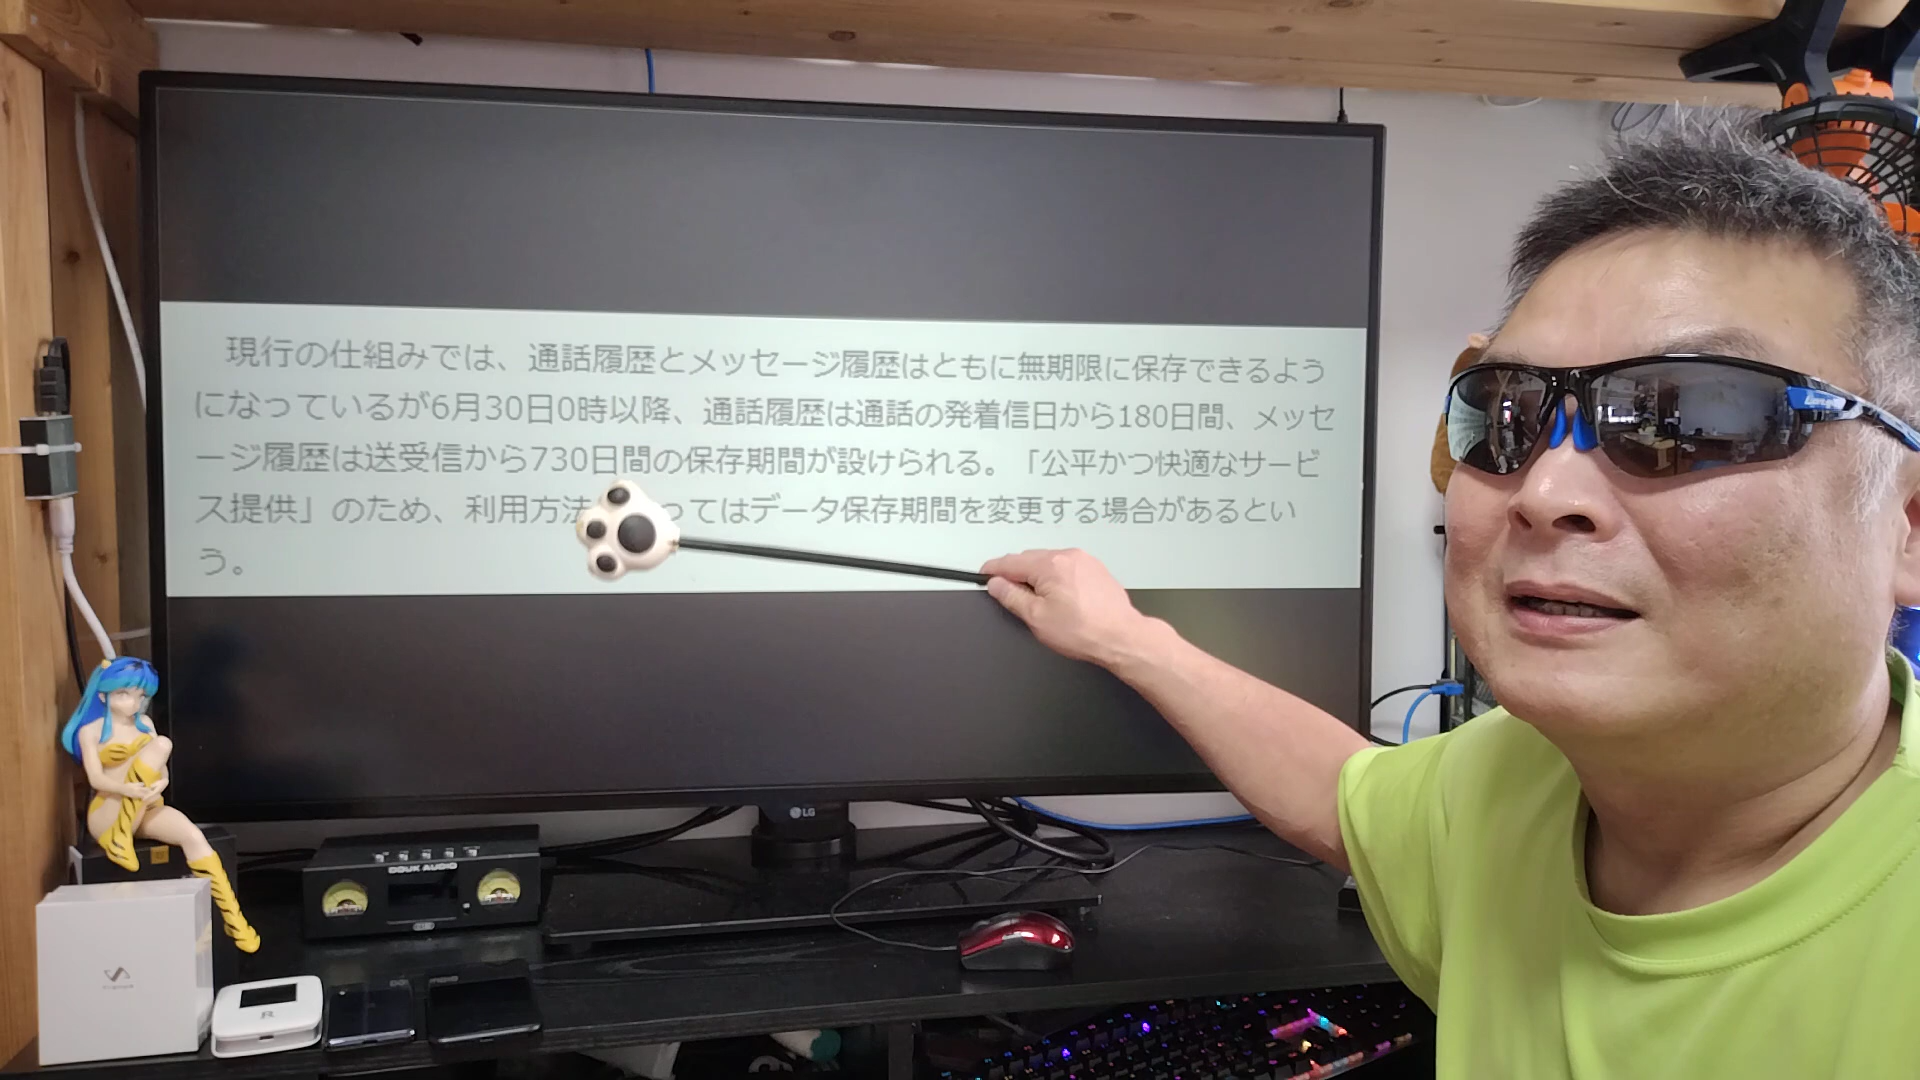 現行の仕組みでは、通話履歴とメッセージ履歴はともに無期限に保存できるよう
になっているが6月30日0時以降、通話履歴は通話の発着信日から180日間、メッセ
ージ履歴は送受信から730日間の保存期間が設けられる。「公平かつ快適なサービ
ス提供」のため、利用方法ってはデータ保存期間を変更する場合があるとい
う。
LG
DOUK AUDIO
R